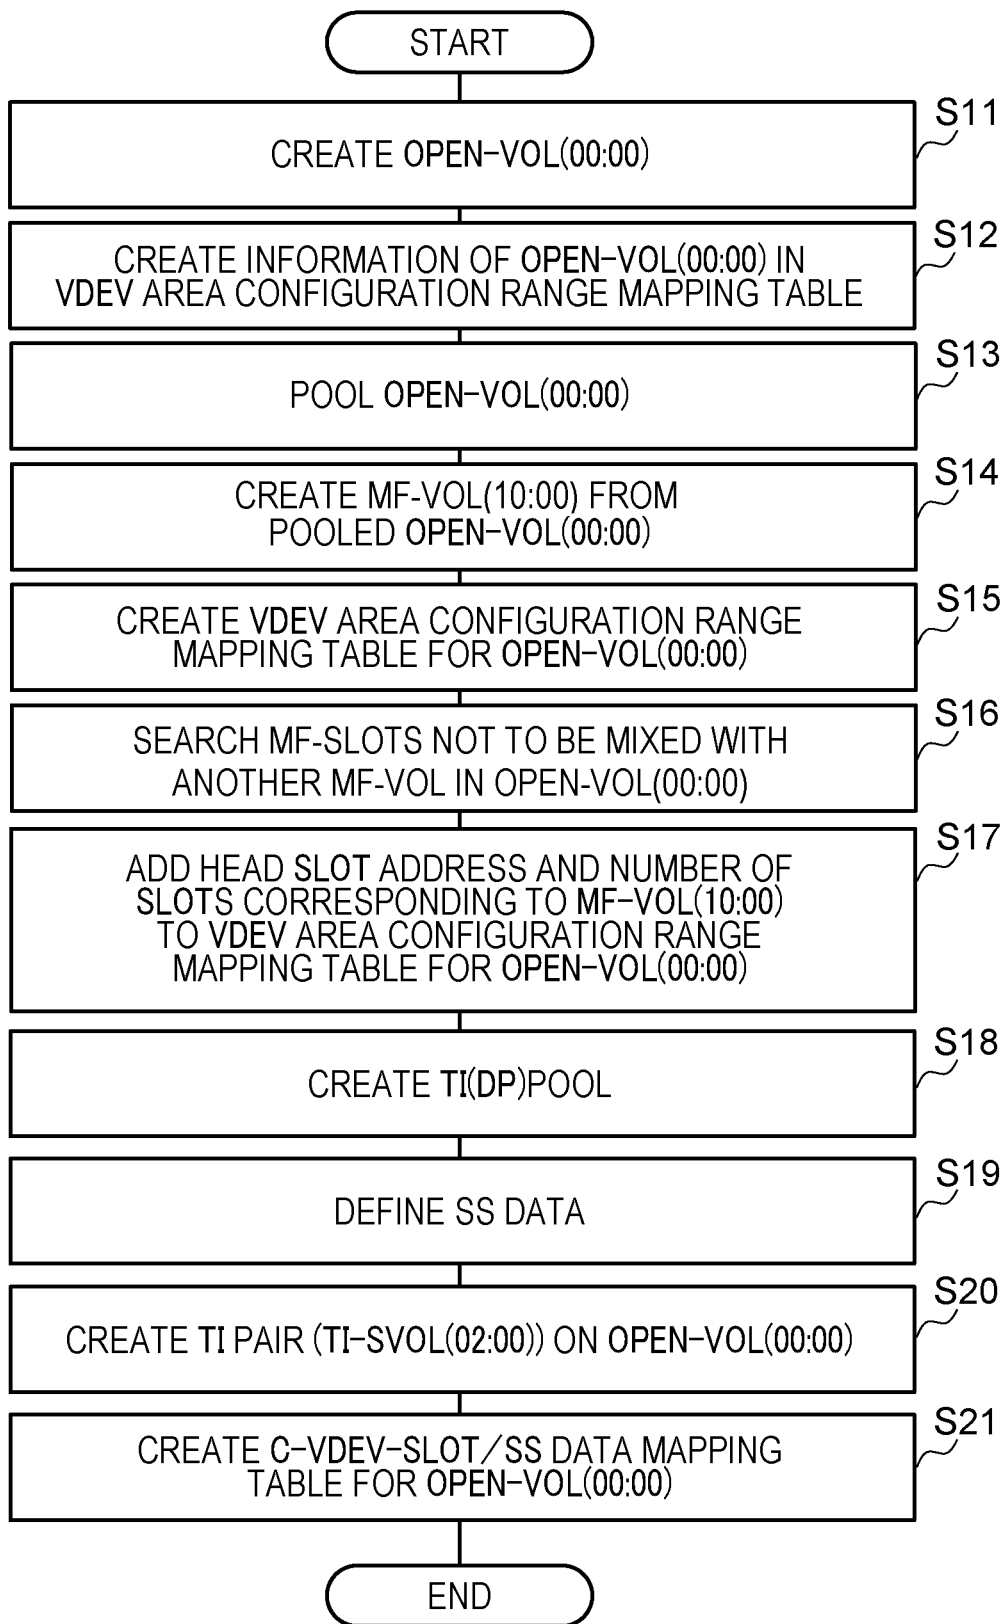 START
S11
CREATE OPEN-VOL(00:00)
S12
CREATE INFORMATION OF OPEN-VOL(00:00) IN
VDEV AREA CONFIGURATION RANGE MAPPING TABLE
S13
POOL OPEN-VOL(00:00)
S14
CREATE MF-VOL(10:00) FROM
POOLED OPEN-VOL(00:00)
S15
CREATE VDEV AREA CONFIGURATION RANGE
MAPPING TABLE FOR OPEN-VOL(00:00)
S16
SEARCH MF-SLOTS NOT TO BE MIXED WITH
ANOTHER MF-VOL IN OPEN-VOL(00:00)
S17
ADD HEAD SLOT ADDRESS AND NUMBER OF
SLOTS CORRESPONDING TO MF-VOL(10:00)
TO VDEV AREA CONFIGURATION RANGE
MAPPING TABLE FOR OPEN-VOL(00:00)
S18
CREATE TI(DP)POOL
S19
DEFINE SS DATA
S20
CREATE TI PAIR (TI-SVOL(02:00)) ON OPEN-VOL(00:00)
S21
CREATE C-VDEV-SLOT/SS DATA MAPPING
TABLE FOR OPEN-VOL(00:00)
END